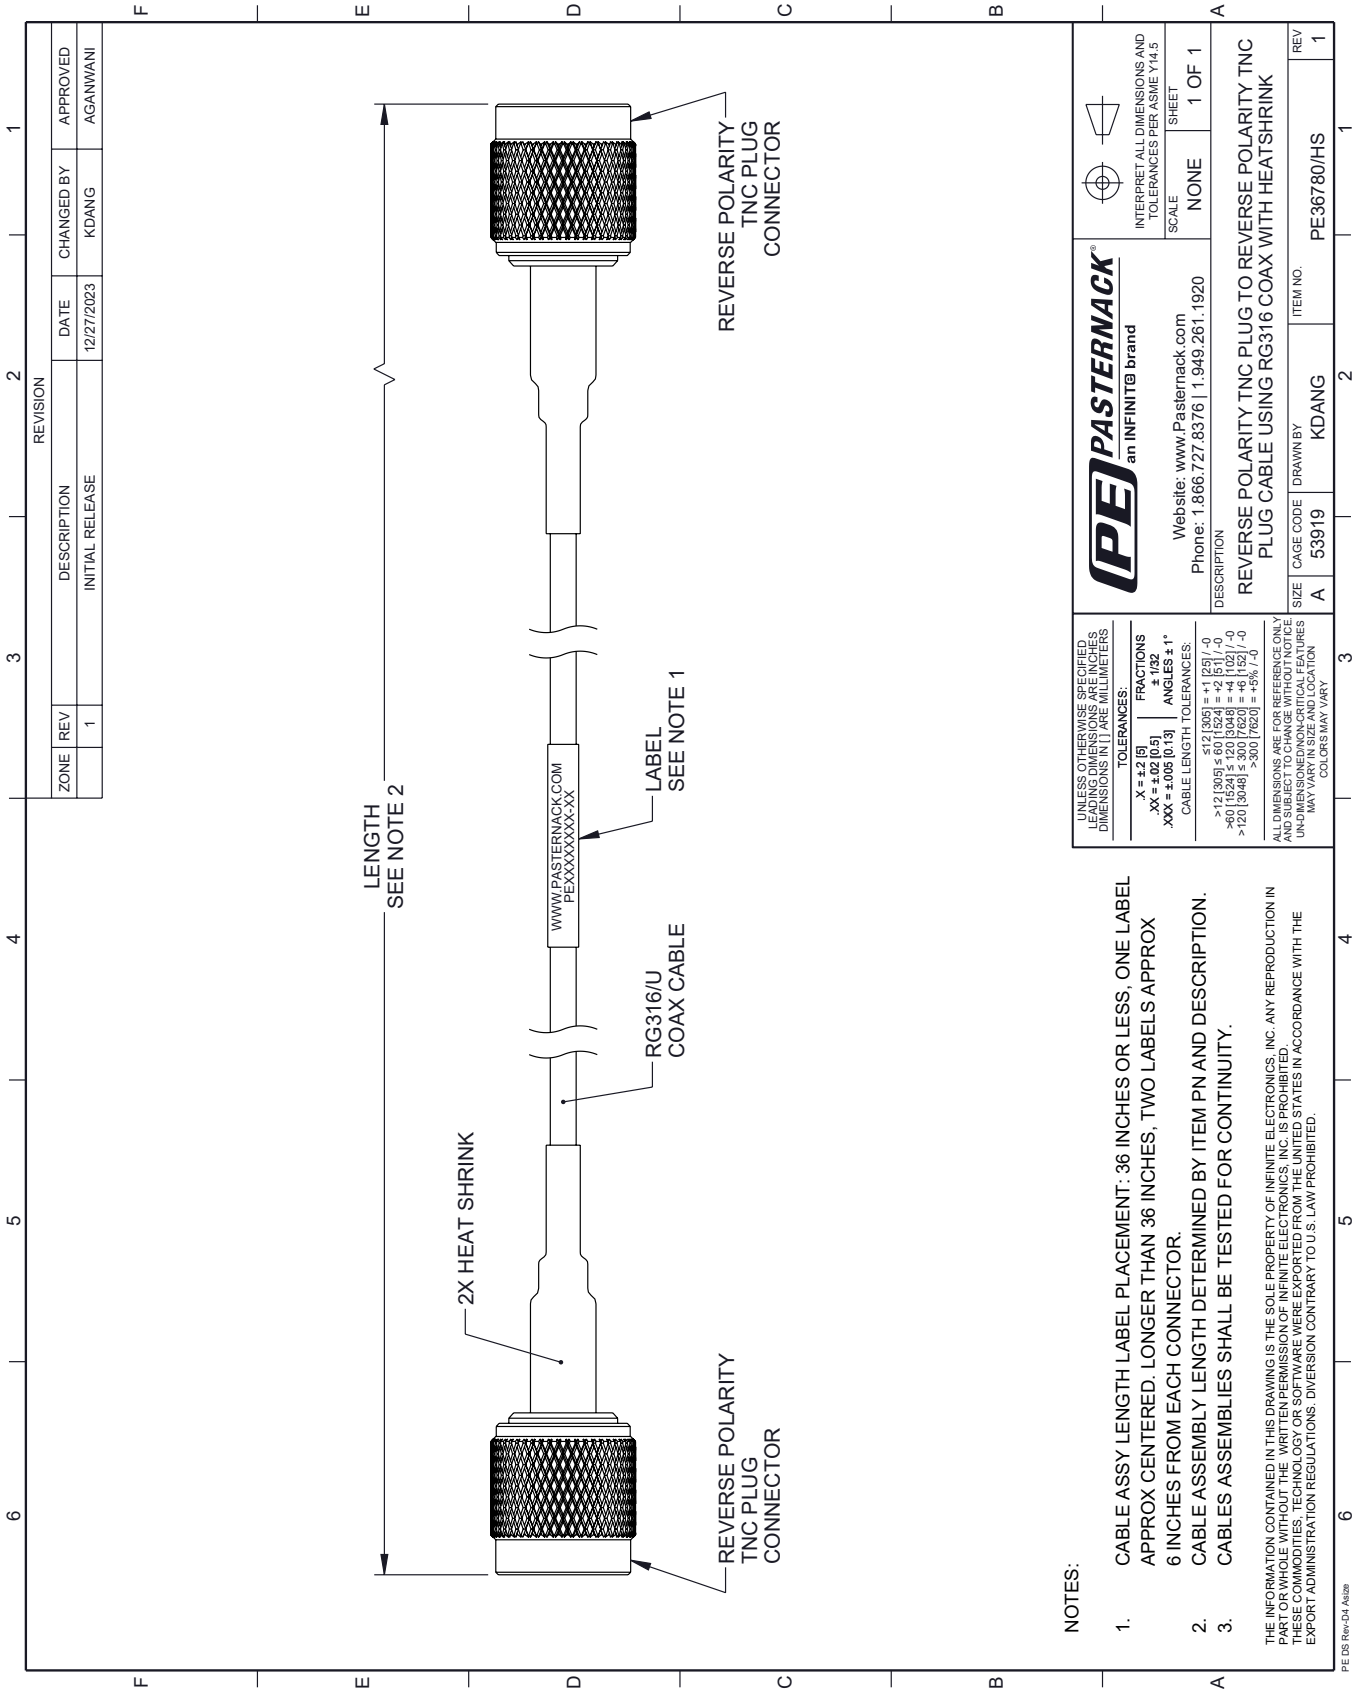 6
5
4
3
2
1
F
E
D
C
B
A
REVISION
ZONE REV DESCRIPTION DATE CHANGED BY APPROVED
1 INITIAL RELEASE 12/27/2023 KDANG AGANWANI
LENGTH
SEE NOTE 2
2X HEAT SHRINK
WWW.PASTERNACK.COM
PEXXXXXXXX-XX
RG316/U
COAX CABLE
LABEL
SEE NOTE 1
REVERSE POLARITY
TNC PLUG
CONNECTOR
REVERSE POLARITY
TNC PLUG
CONNECTOR
NOTES:
1. CABLE ASSY LENGTH LABEL PLACEMENT: 36 INCHES OR LESS, ONE LABEL
APPROX CENTERED. LONGER THAN 36 INCHES, TWO LABELS APPROX
6 INCHES FROM EACH CONNECTOR.
2. CABLE ASSEMBLY LENGTH DETERMINED BY ITEM PN AND DESCRIPTION.
3. CABLES ASSEMBLIES SHALL BE TESTED FOR CONTINUITY.
THE INFORMATION CONTAINED IN THIS DRAWING IS THE SOLE PROPERTY OF INFINITE ELECTRONICS, INC. ANY REPRODUCTION IN
PART OR WHOLE WITHOUT THE WRITTEN PERMISSION OF INFINITE ELECTRONICS, INC. IS PROHIBITED.
THESE COMMODITIES, TECHNOLOGY OR SOFTWARE WERE EXPORTED FROM THE UNITED STATES IN ACCORDANCE WITH THE
EXPORT ADMINISTRATION REGULATIONS. DIVERSION CONTRARY TO U.S. LAW PROHIBITED.
UNLESS OTHERWISE SPECIFIED
LEADING DIMENSIONS ARE INCHES
DIMENSIONS IN [ ] ARE MILLIMETERS
TOLERANCES:
.X = ±.2 [5]
.XX = ±.02 [0.5]
.XXX = ±.005 [0.13]
FRACTIONS
± 1/32
ANGLES ± 1°
CABLE LENGTH TOLERANCES:
≤12 [305] = +1 [25] / -0
>12 [305] ≤ 60 [1524] = +2 [51] / -0
>60 [1524] ≤ 120 [3048] = +4 [102] / -0
>120 [3048] ≤ 300 [7620] = +6 [152] / -0
>300 [7620] = +5% / -0
ALL DIMENSIONS ARE FOR REFERENCE ONLY
AND SUBJECT TO CHANGE WITHOUT NOTICE.
UN-DIMENSIONED/NON-CRITICAL FEATURES
MAY VARY IN SIZE AND LOCATION
COLORS MAY VARY
PE PASTERNACK®
an INFINIT@ brand
Website: www.Pasternack.com
Phone: 1.866.727.8376 | 1.949.261.1920
INTERPRET ALL DIMENSIONS AND
TOLERANCES PER ASME Y14.5
SCALE NONE
SHEET 1 OF 1
DESCRIPTION
REVERSE POLARITY TNC PLUG TO REVERSE POLARITY TNC
PLUG CABLE USING RG316 COAX WITH HEATSHRINK
SIZE A
CAGE CODE 53919
DRAWN BY KDANG
ITEM NO. PE36780/HS
REV 1
F
E
D
C
B
A
6
5
4
3
2
1
PE DS Rev-D4 Asize